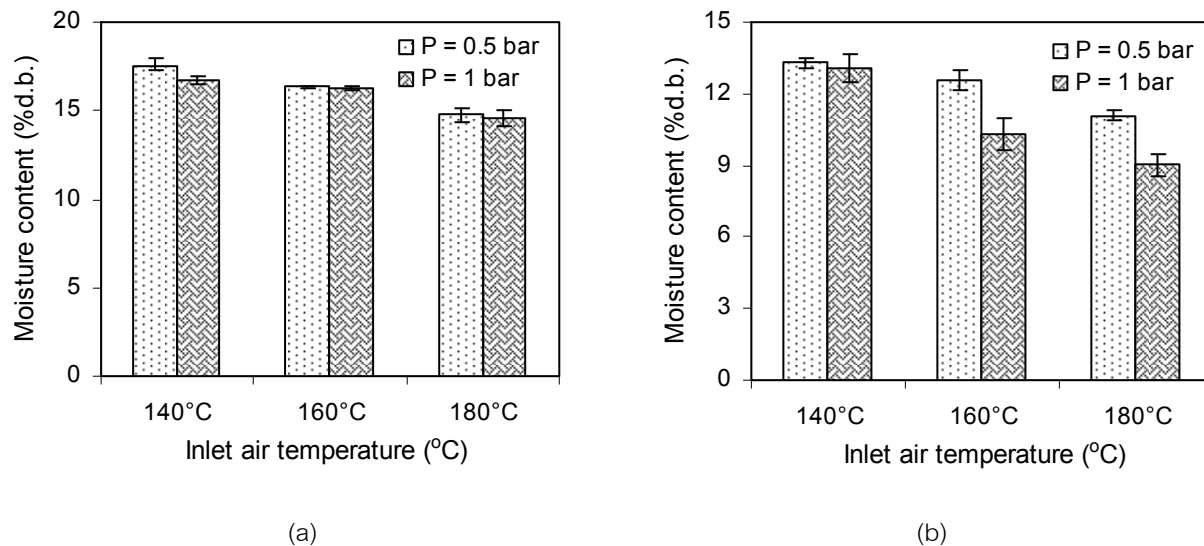 20
15
10
5
0
Moisture content (%d.b.)
P = 0.5 bar
P = 1 bar
140°C 160°C 180°C
Inlet air temperature (°C)
(a)
15
12
9
6
3
0
Moisture content (%d.b.)
P = 0.5 bar
P = 1 bar
140°C 160°C 180°C
Inlet air temperature (°C)
(b)